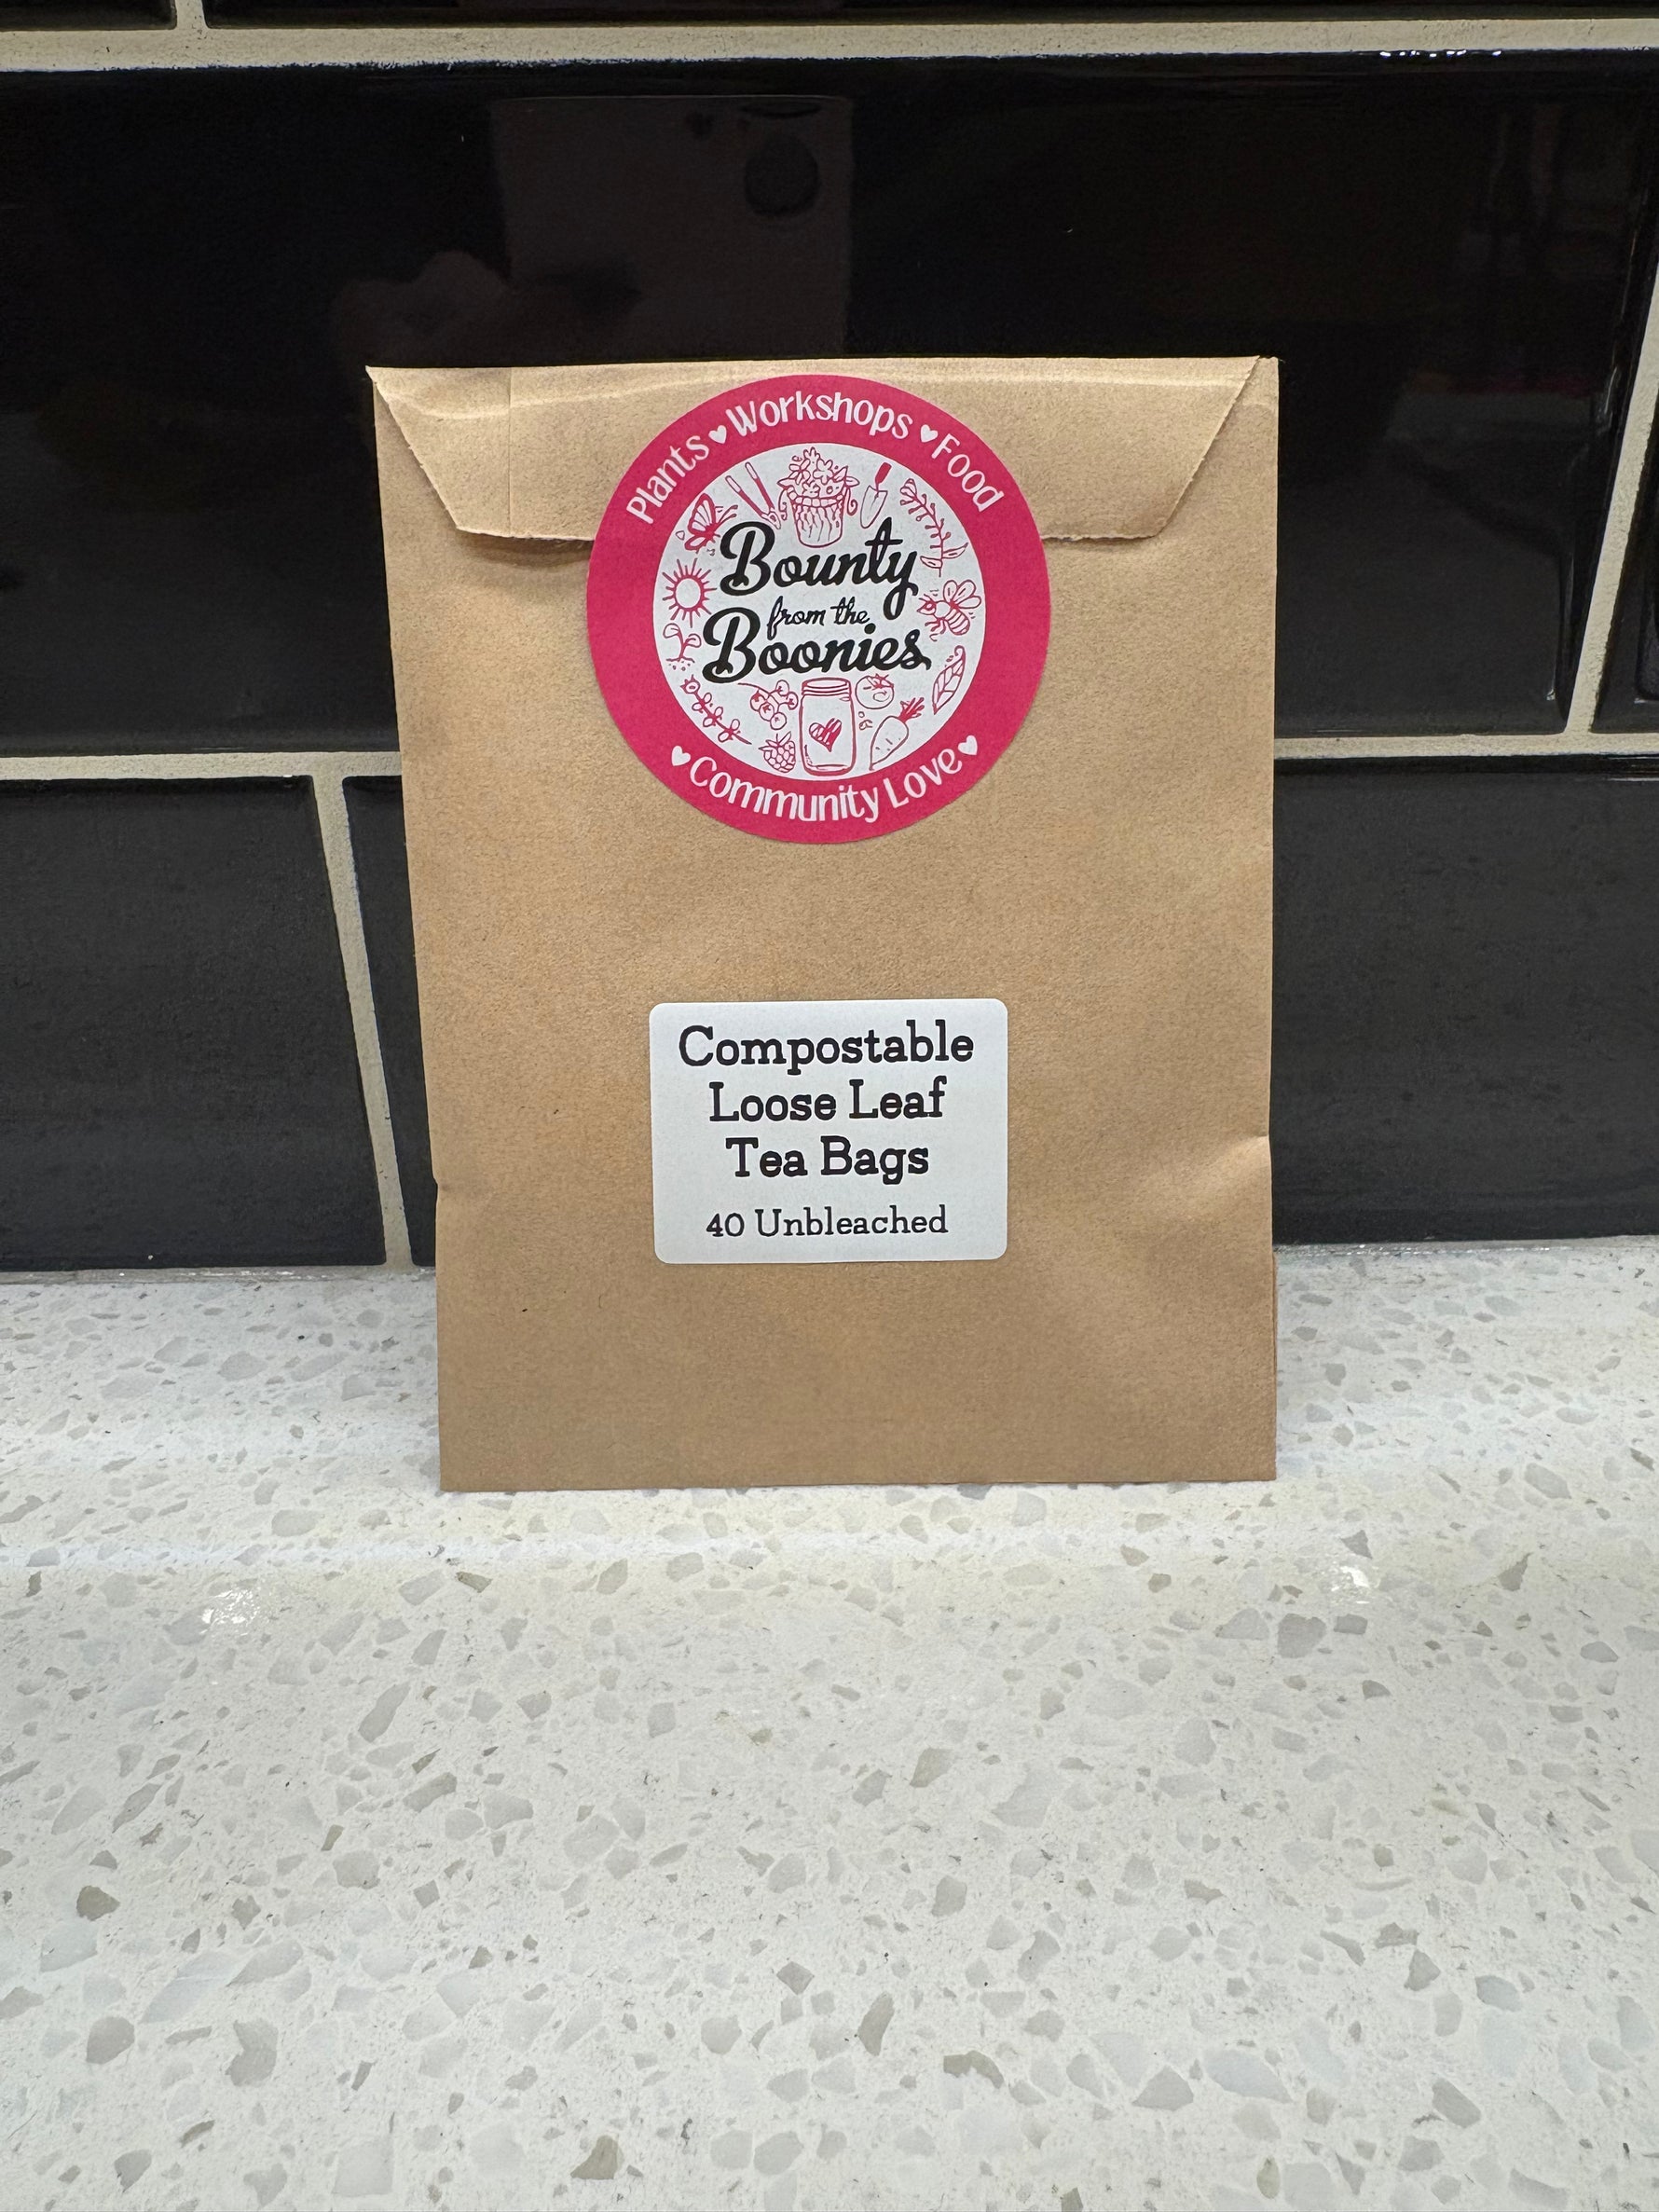 Plants ♥ Workshops ♥ Food
Bounty
from the
Boonies
♥ Community Love ♥
Compostable
Loose Leaf
Tea Bags
40 Unbleached